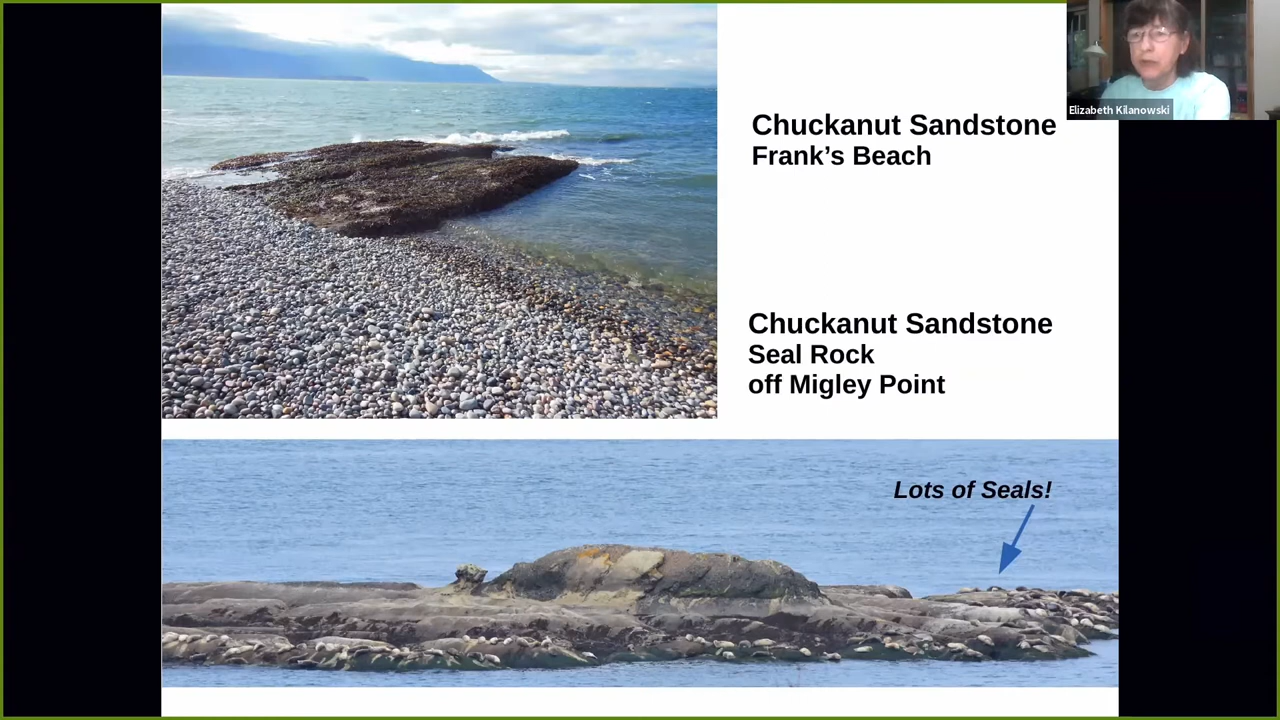 Chuckanut Sandstone
Frank’s Beach
Elizabeth Kilanowski
Chuckanut Sandstone
Seal Rock
off Migley Point
Lots of Seals!